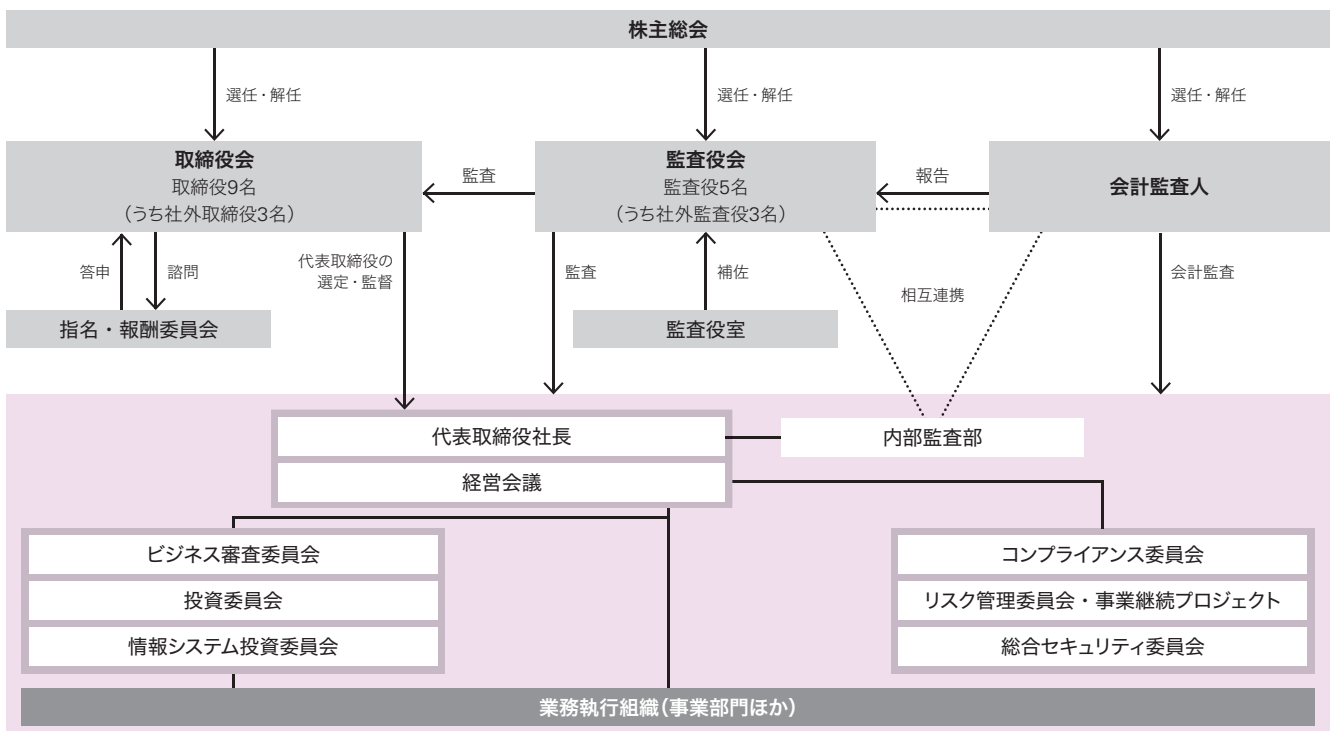 株主総会
選任・解任
選任・解任
選任・解任
取締役会
取締役9名
（うち社外取締役3名）
監査
監査役会
監査役5名
（うち社外監査役3名）
報告
会計監査人
答申
諮問
代表取締役の
選定・監督
監査
補佐
相互連携
会計監査
指名・報酬委員会
監査役室
代表取締役社長
内部監査部
経営会議
ビジネス審査委員会
投資委員会
情報システム投資委員会
コンプライアンス委員会
リスク管理委員会・事業継続プロジェクト
総合セキュリティ委員会
業務執行組織（事業部門ほか）